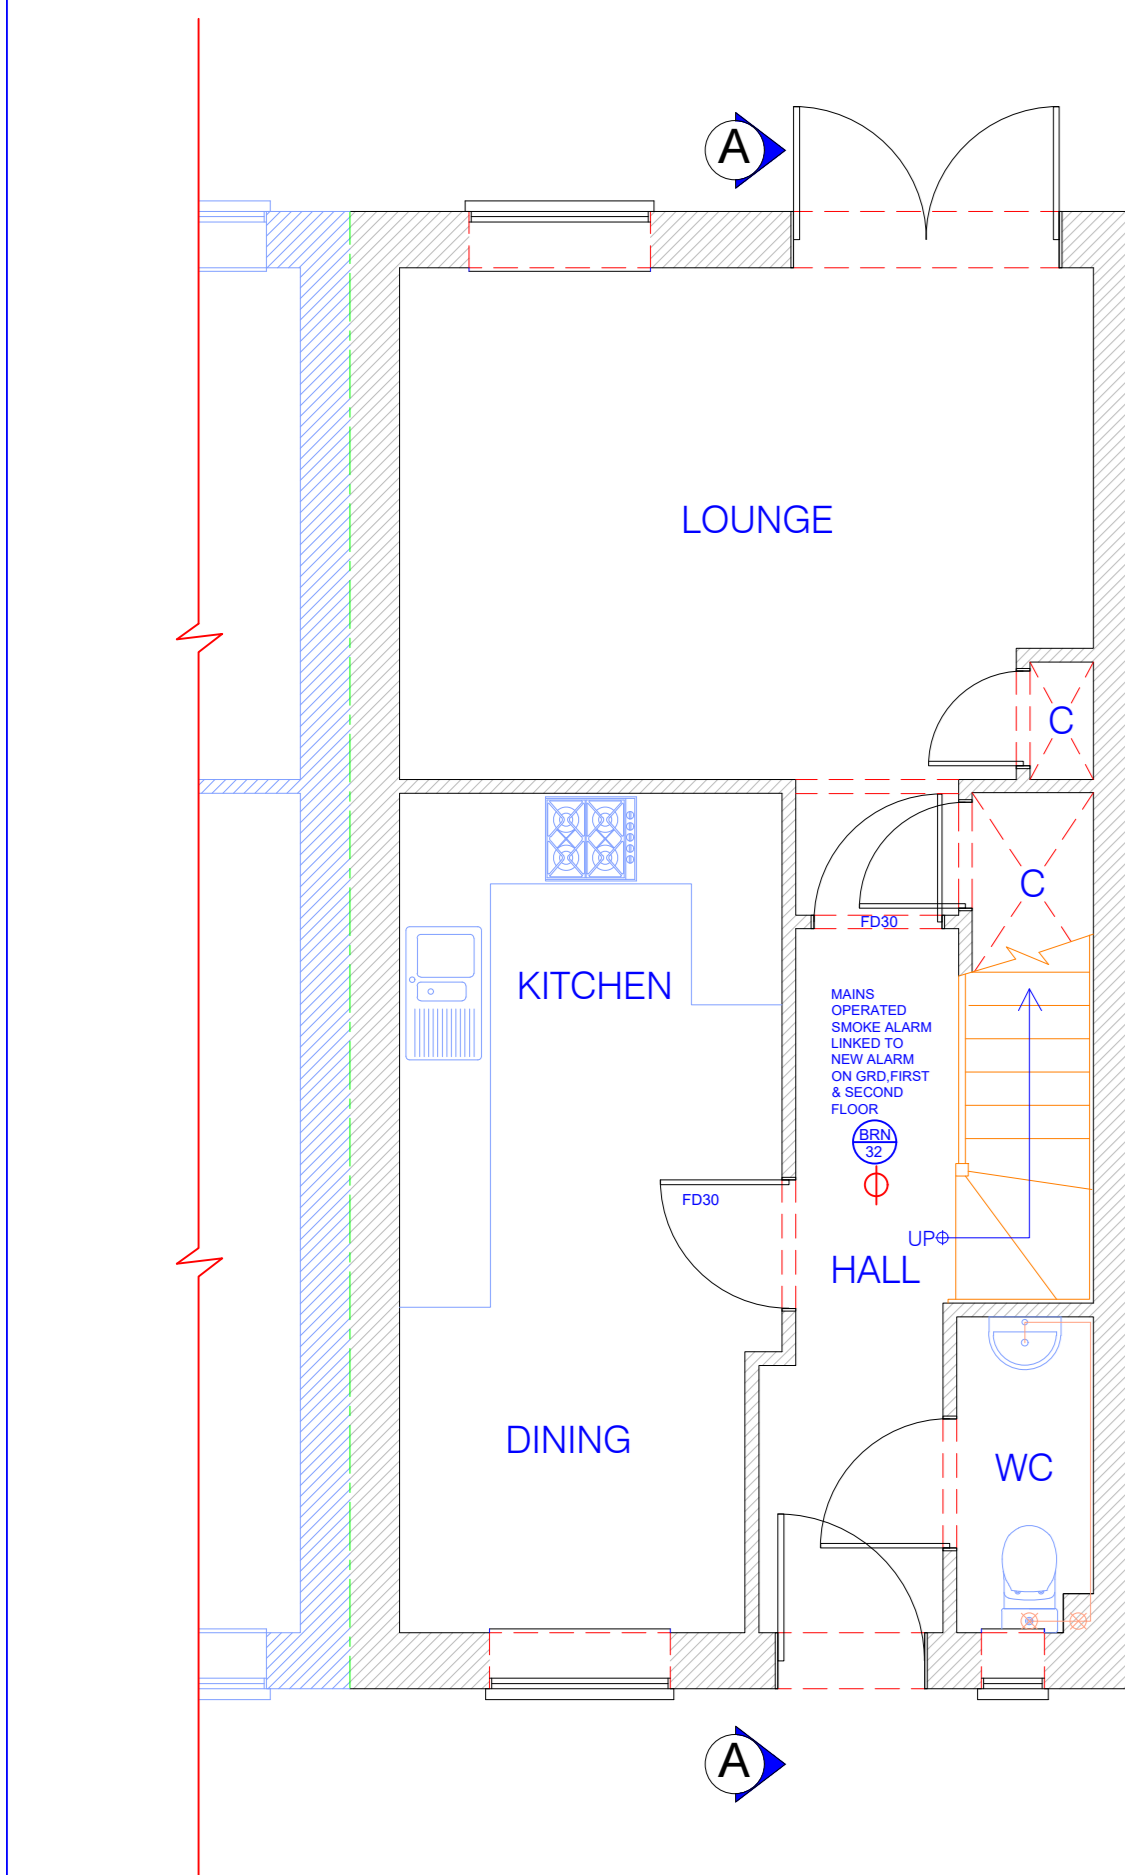 A
LOUNGE
C
C
FD30
KITCHEN
MAINS
OPERATED
SMOKE ALARM
LINKED TO
NEW ALARM
ON GRD,FIRST
& SECOND
FLOOR
BRN
32
FD30
UP
HALL
DINING
WC
A